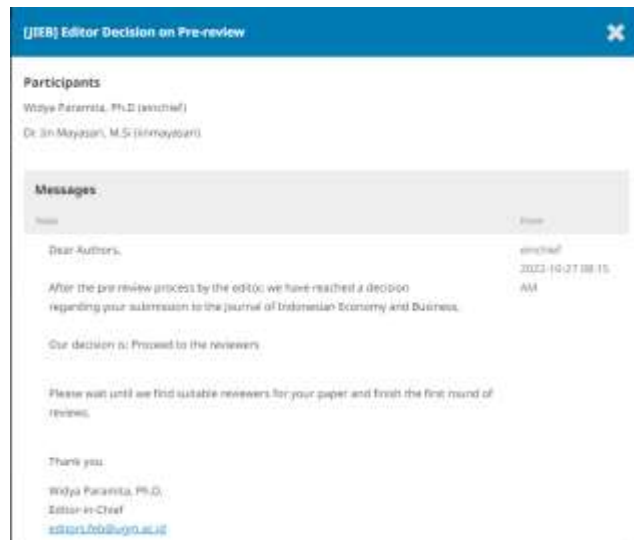 [JIEB] Editor Decision on Pre-review
Participants
Widya Paramita, Ph.D (einchief)
Dr. Iin Mayasari, M.Si (iinmayasari)
Messages
Note From
Dear Authors, einchief
2022-10-27 08:15
After the pre review process by the editor, we have reached a decision AM
regarding your submission to the Journal of Indonesian Economy and Business.
Our decision is: Proceed to the reviewers
Please wait until we find suitable reviewers for your paper and finish the first round of
reviews.
Thank you
Widya Paramita, Ph.D.
Editor-in-Chief
editors.feb@ugm.ac.id